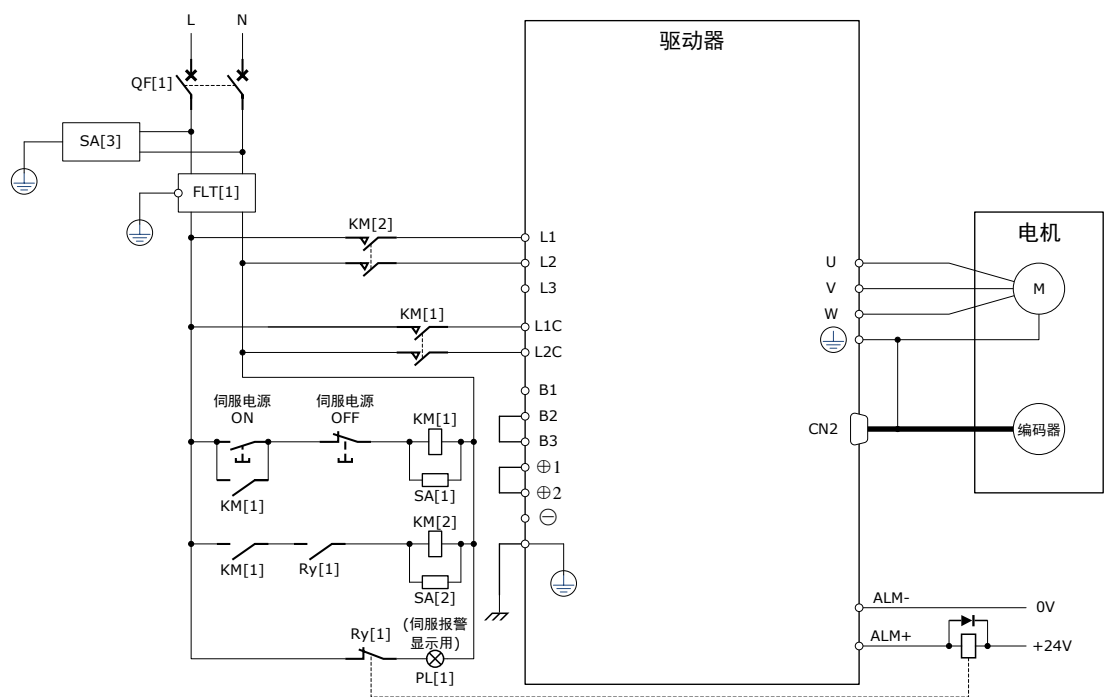 L
N
驱动器
QF[1]
SA[3]
FLT[1]
KM[2]
L1
电机
L2
U
M
L3
V
KM[1]
W
L1C
L2C
B1
伺服电源
ON
伺服电源
OFF
KM[1]
B2
CN2
编码器
B3
⊕1
SA[1]
KM[1]
⊕2
KM[2]
⊖
KM[1]
Ry[1]
SA[2]
ALM-
0V
Ry[1]
(伺服报警
显示用)
ALM+
+24V
PL[1]